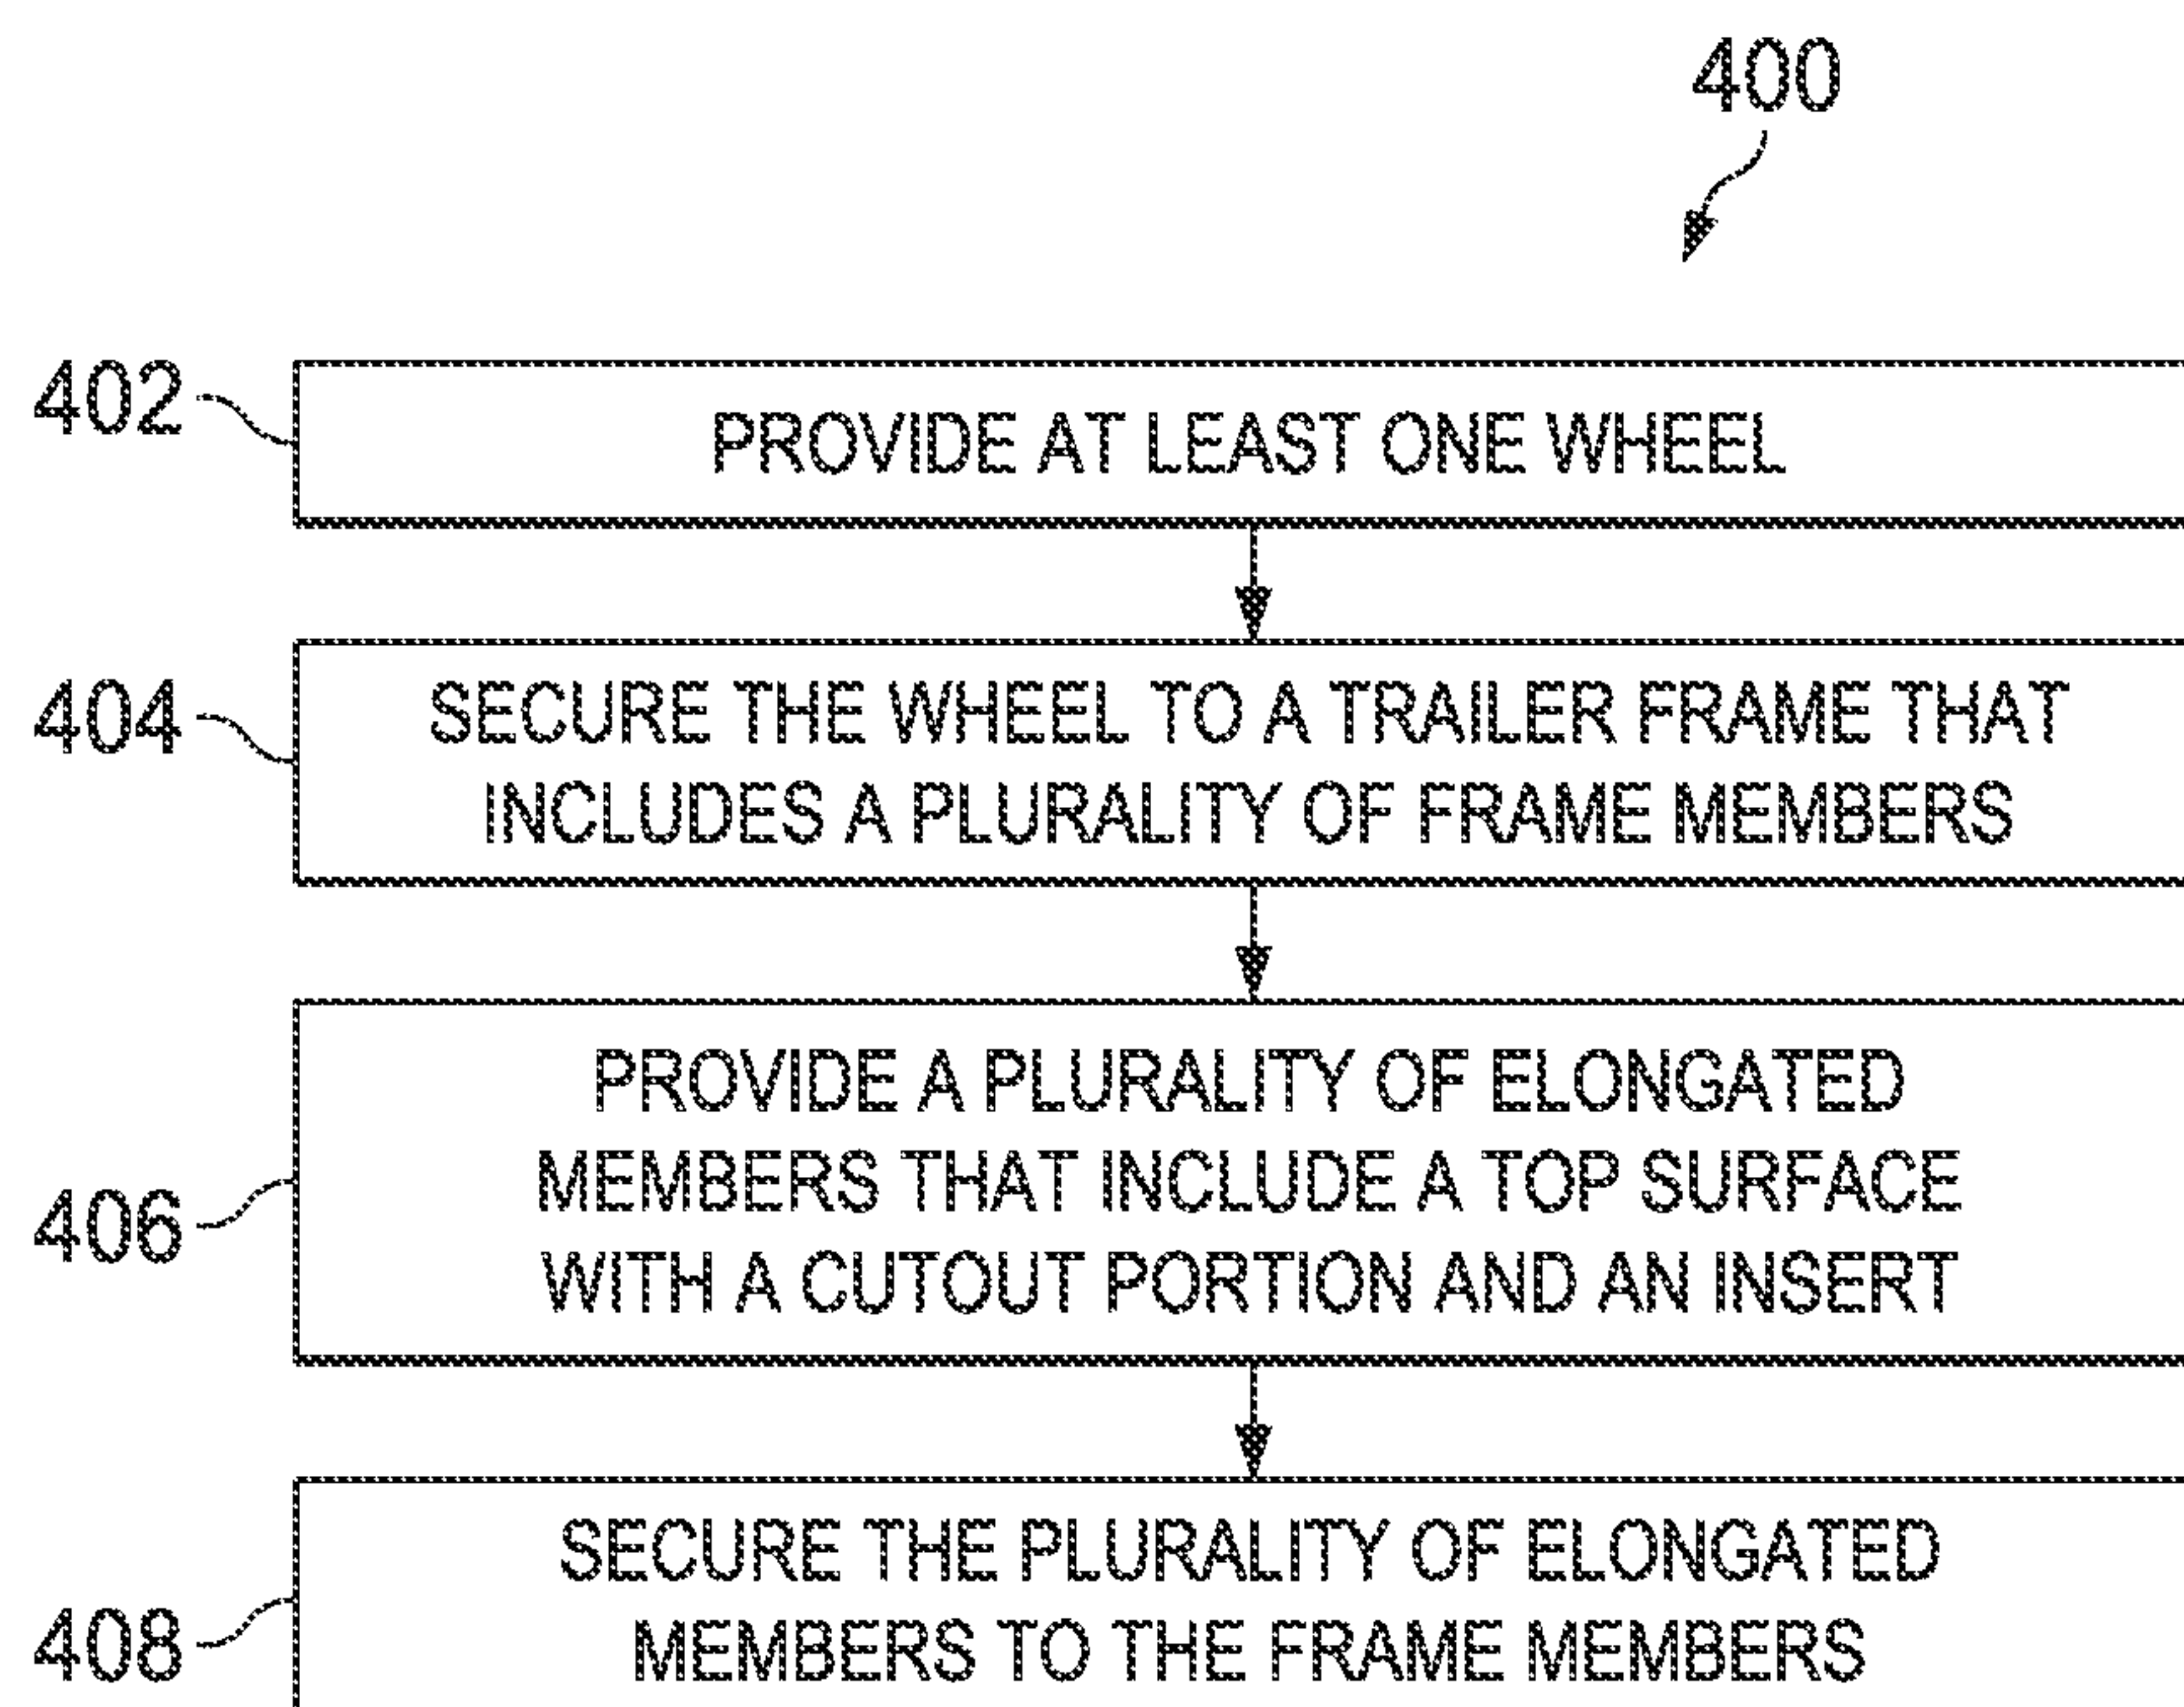 400
402
PROVIDE AT LEAST ONE WHEEL
404
SECURE THE WHEEL TO A TRAILER FRAME THAT
INCLUDES A PLURALITY OF FRAME MEMBERS
406
PROVIDE A PLURALITY OF ELONGATED
MEMBERS THAT INCLUDE A TOP SURFACE
WITH A CUTOUT PORTION AND AN INSERT
408
SECURE THE PLURALITY OF ELONGATED
MEMBERS TO THE FRAME MEMBERS